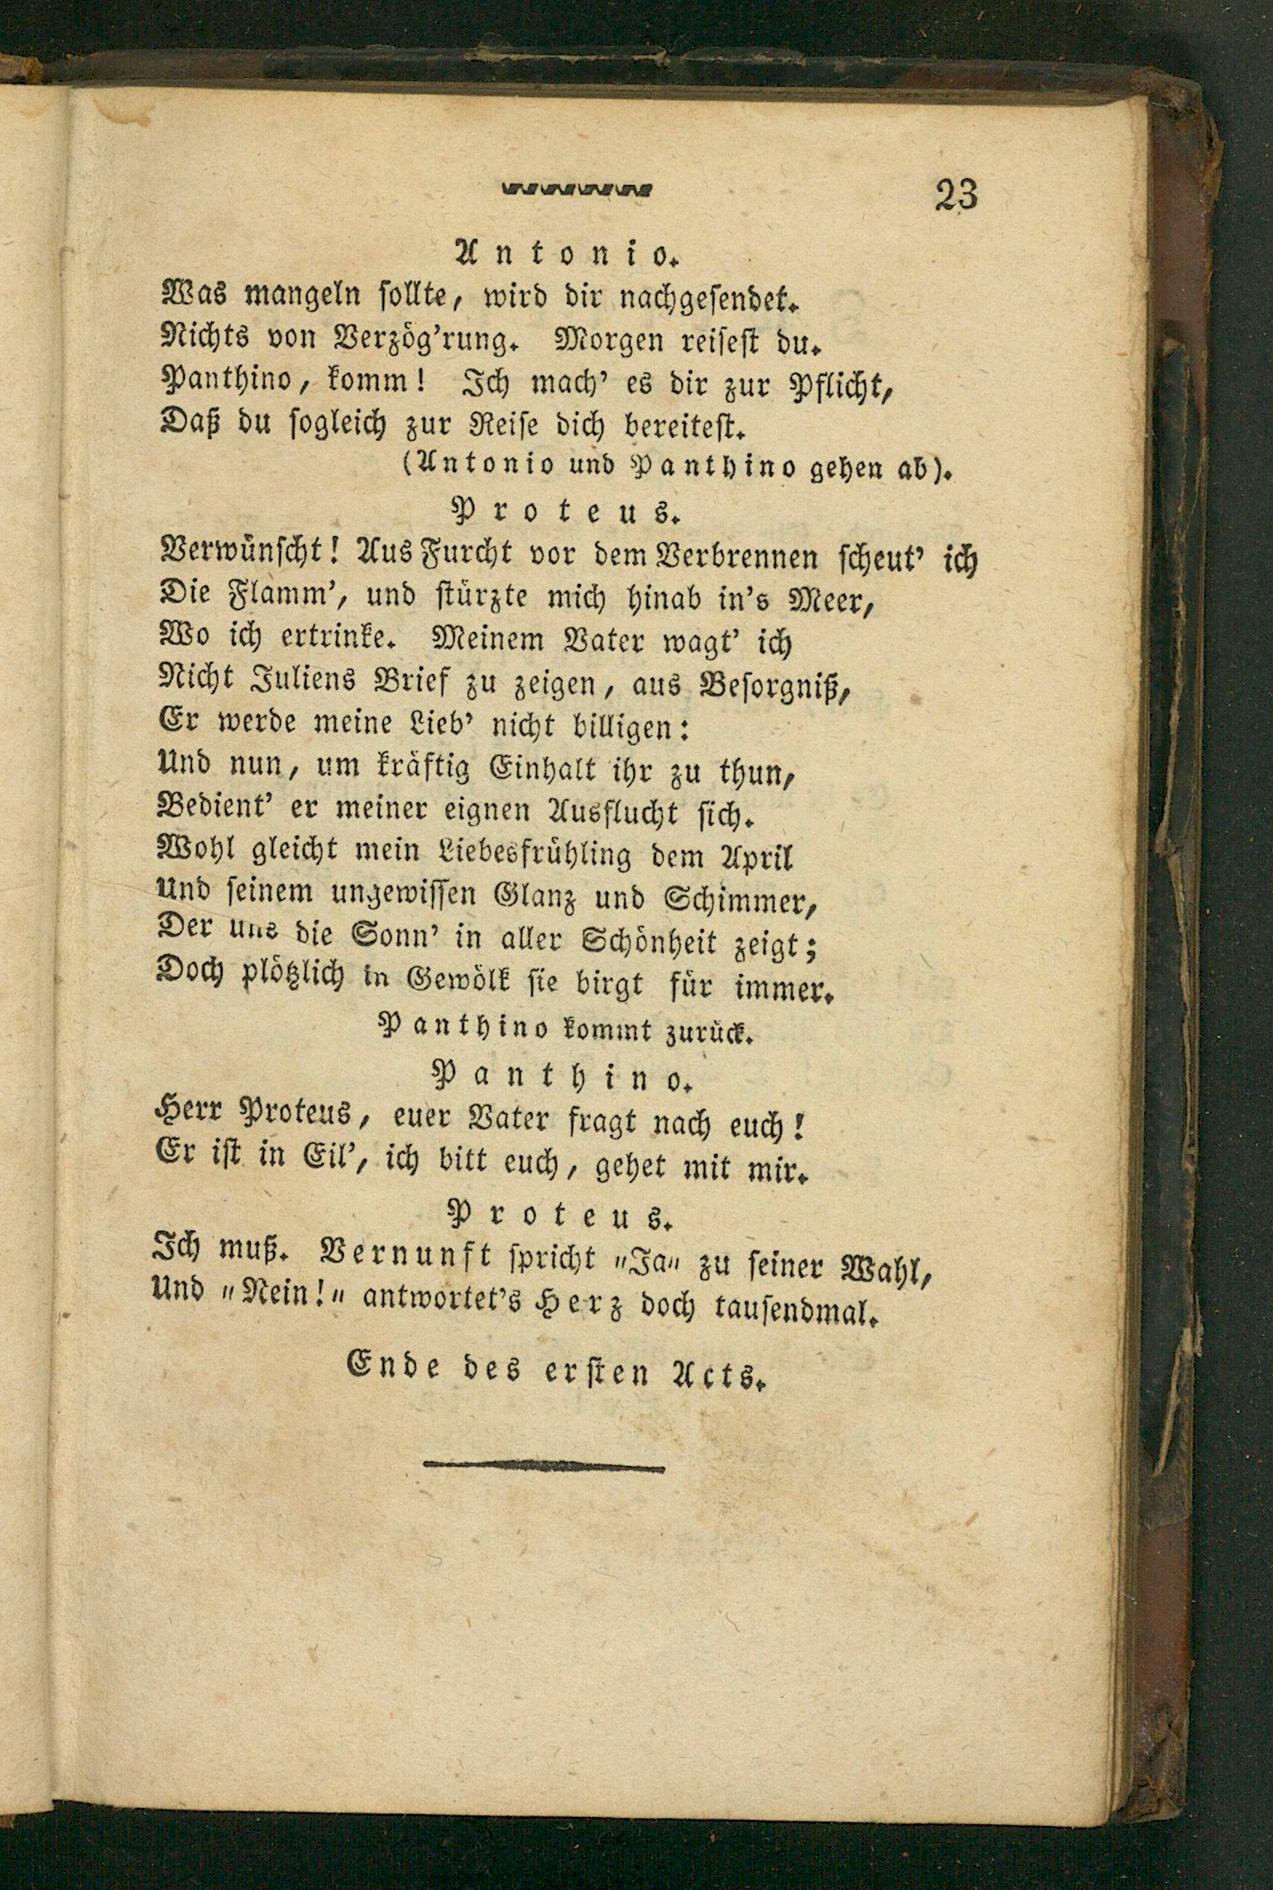 23
Antonio.
Was mangeln sollte, wird dir nachgesendet.
Nichts von Verzög'rung. Morgen reisest du.
Panthino, komm! Ich mach' es dir zur Pflicht,
Daß du sogleich zur Reise dich bereitest.
(Antonio und Panthino gehen ab).
Proteus.
Verwünscht! Aus Furcht vor dem Verbrennen scheut' ich
Die Flamm', und stürzte mich hinab in's Meer,
Wo ich ertrinke. Meinem Vater wagt' ich
Nicht Juliens Brief zu zeigen, aus Besorgniß,
Er werde meine Lieb' nicht billigen:
Und nun, um kräftig Einhalt ihr zu thun,
Bedient' er meiner eignen Ausflucht sich.
Wohl gleicht mein Liebesfrühling dem April
Und seinem ungewissen Glanz und Schimmer,
Der uns die Sonn' in aller Schönheit zeigt;
Doch plötzlich in Gewölk sie birgt für immer.
Panthino kommt zurück.
Panthino.
Herr Proteus, euer Vater fragt nach euch!
Er ist in Eil', ich bitt euch, gehet mit mir.
Proteus.
Ich muß. Vernunft spricht „Ja„ zu seiner Wahl,
Und „Nein!„ antwortet's Herz doch tausendmal.
Ende des ersten Acts.